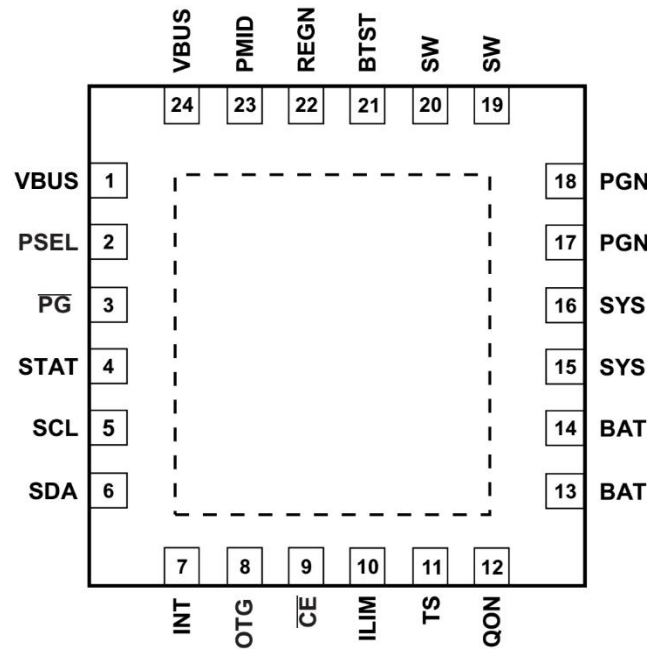 VBUS PMID REGN BTST SW SW
24 23 22 21 20 19
VBUS 1 18 PGN
PSEL 2 17 PGN
P̅G̅ 3 16 SYS
STAT 4 15 SYS
SCL 5 14 BAT
SDA 6 13 BAT
7 8 9 10 11 12
INT OTG C̅E̅ ILIM TS QON